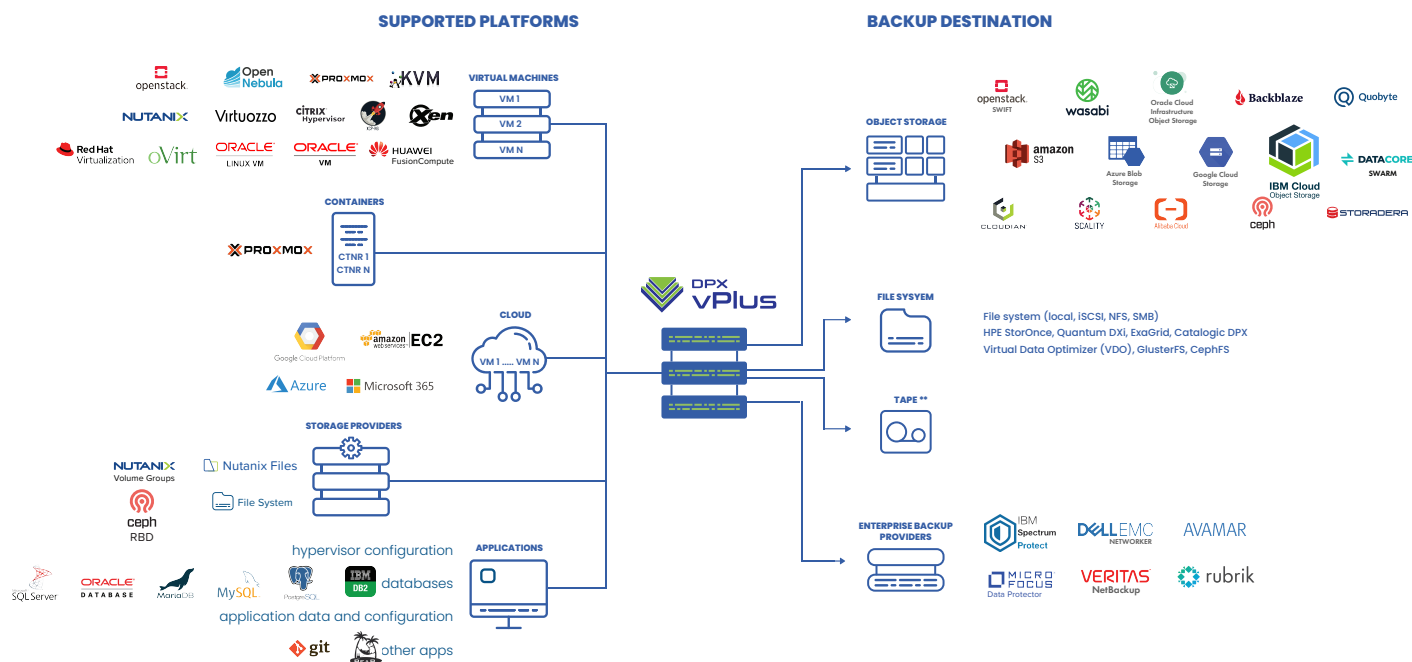 SUPPORTED PLATFORMS
BACKUP DESTINATION
openstack.
Open
Nebula
PROXMOX
KVM
VIRTUAL MACHINES
VM 1
VM 2
VM N
NUTANIX
Virtuozzo
CİTRIX
Hypervisor
Xen
Red Hat
Virtualization
oVirt
ORACLE
LINUX VM
ORACLE
VM
HUAWEI
FusionCompute
CONTAINERS
PROXMOX
CTNR 1
CTNR N
CLOUD
Google Cloud Platform
amazon
web services
EC2
VM 1 ..... VM N
Azure
Microsoft 365
STORAGE PROVIDERS
NUTANIX
Volume Groups
Nutanix Files
ceph
RBD
File System
APPLICATIONS
hypervisor configuration
SQL Server
ORACLE
DATABASE
MariaDB
MySQL
PostgreSQL
IBM
DB2
databases
application data and configuration
git
other apps
DPX
vPlus
OBJECT STORAGE
openstack.
SWIFT
wasabi
Oracle Cloud
Infrastructure
Object Storage
Backblaze
Quobyte
amazon
S3
Azure Blob
Storage
Google Cloud
Storage
IBM Cloud
Object Storage
DATACORE
SWARM
CLOUDIAN
SCALITY
Alibaba Cloud
ceph
STORADERA
FILE SYSYEM
File system (local, iSCSI, NFS, SMB)
HPE StorOnce, Quantum DXi, ExaGrid, Catalogic DPX
Virtual Data Optimizer (VDO), GlusterFS, CephFS
TAPE **
ENTERPRISE BACKUP
PROVIDERS
IBM
Spectrum
Protect
DELLEMC
NETWORKER
AVAMAR
MICRO
FOCUS
Data Protector
VERITAS
NetBackup
rubrik